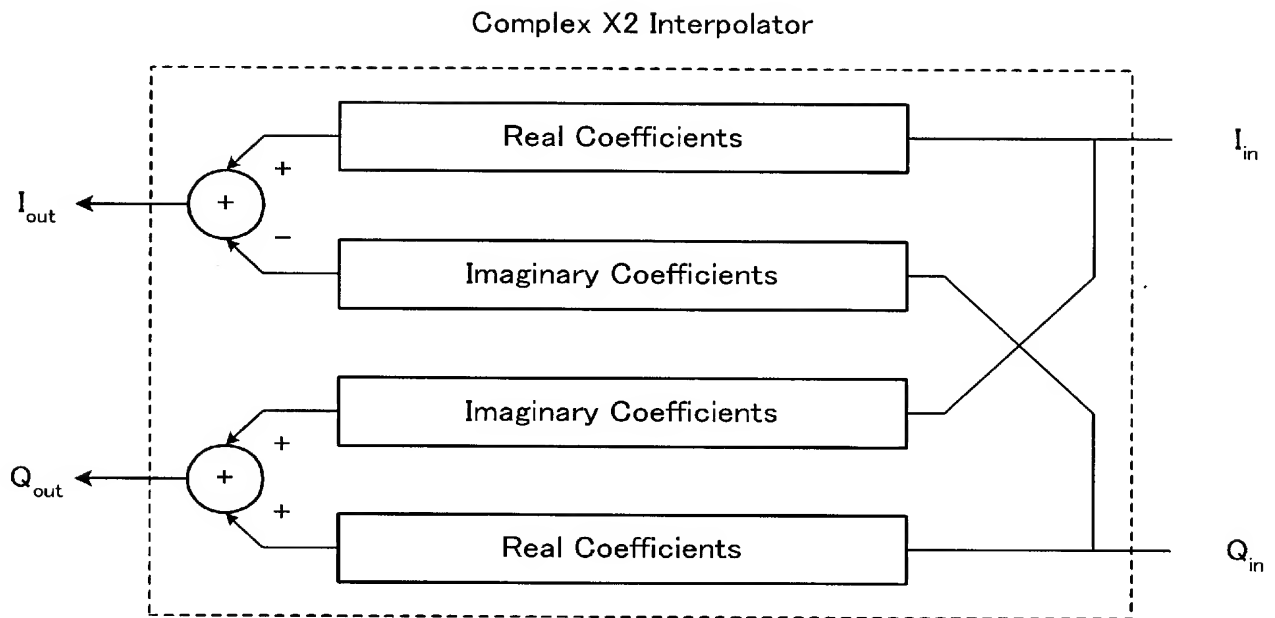 Complex X2 Interpolator
Real Coefficients
I_in
+
I_out
+
−
Imaginary Coefficients
Imaginary Coefficients
+
Q_out
+
+
Real Coefficients
Q_in